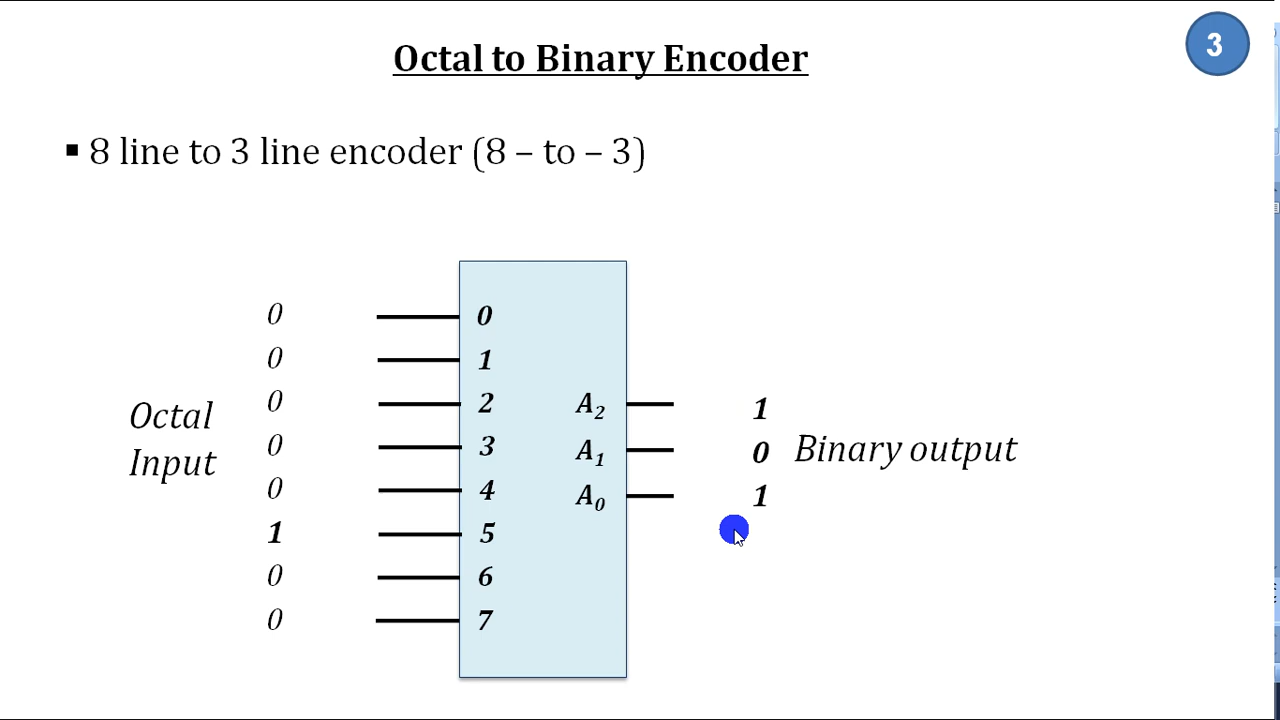 3
Octal to Binary Encoder
▪ 8 line to 3 line encoder (8 – to – 3)
0 0
0 1
0 2 A2 1
Octal Input
0 3 A1 0 Binary output
0 4 A0 1
1 5
0 6
0 7